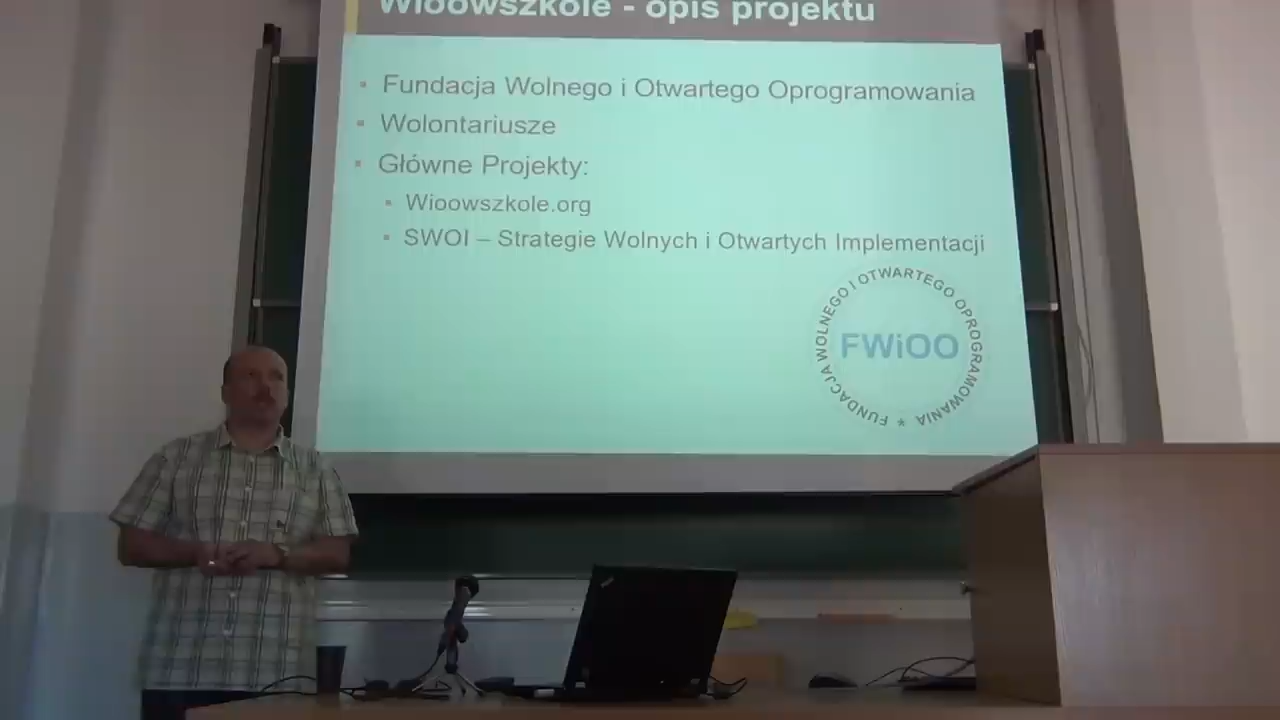 Wioowszkole - opis projektu
Fundacja Wolnego i Otwartego Oprogramowania
Wolontariusze
Główne Projekty:
Wioowszkole.org
SWOI – Strategie Wolnych i Otwartych Implementacji
FUNDACJA WOLNEGO I OTWARTEGO OPROGRAMOWANIA *
FWiOO